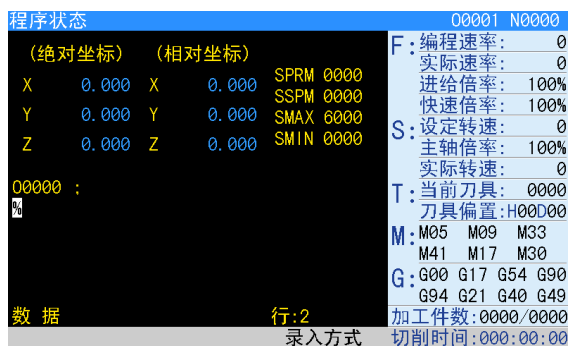 程序状态 O0001 N0000
(绝对坐标) (相对坐标)
X 0.000 X 0.000
Y 0.000 Y 0.000
Z 0.000 Z 0.000
SPRM 0000
SSPM 0000
SMAX 6000
SMIN 0000
O0000 ;
%
数 据 行:2
录入方式
F:编程速率: 0
实际速率: 0
进给倍率: 100%
快速倍率: 100%
S:设定转速: 0
主轴倍率: 100%
实际转速: 0
T:当前刀具: 0000
刀具偏置:H00D00
M:M05 M09 M33
M41 M17 M30
G:G00 G17 G54 G90
G94 G21 G40 G49
加工件数:0000/0000
切削时间:000:00:00